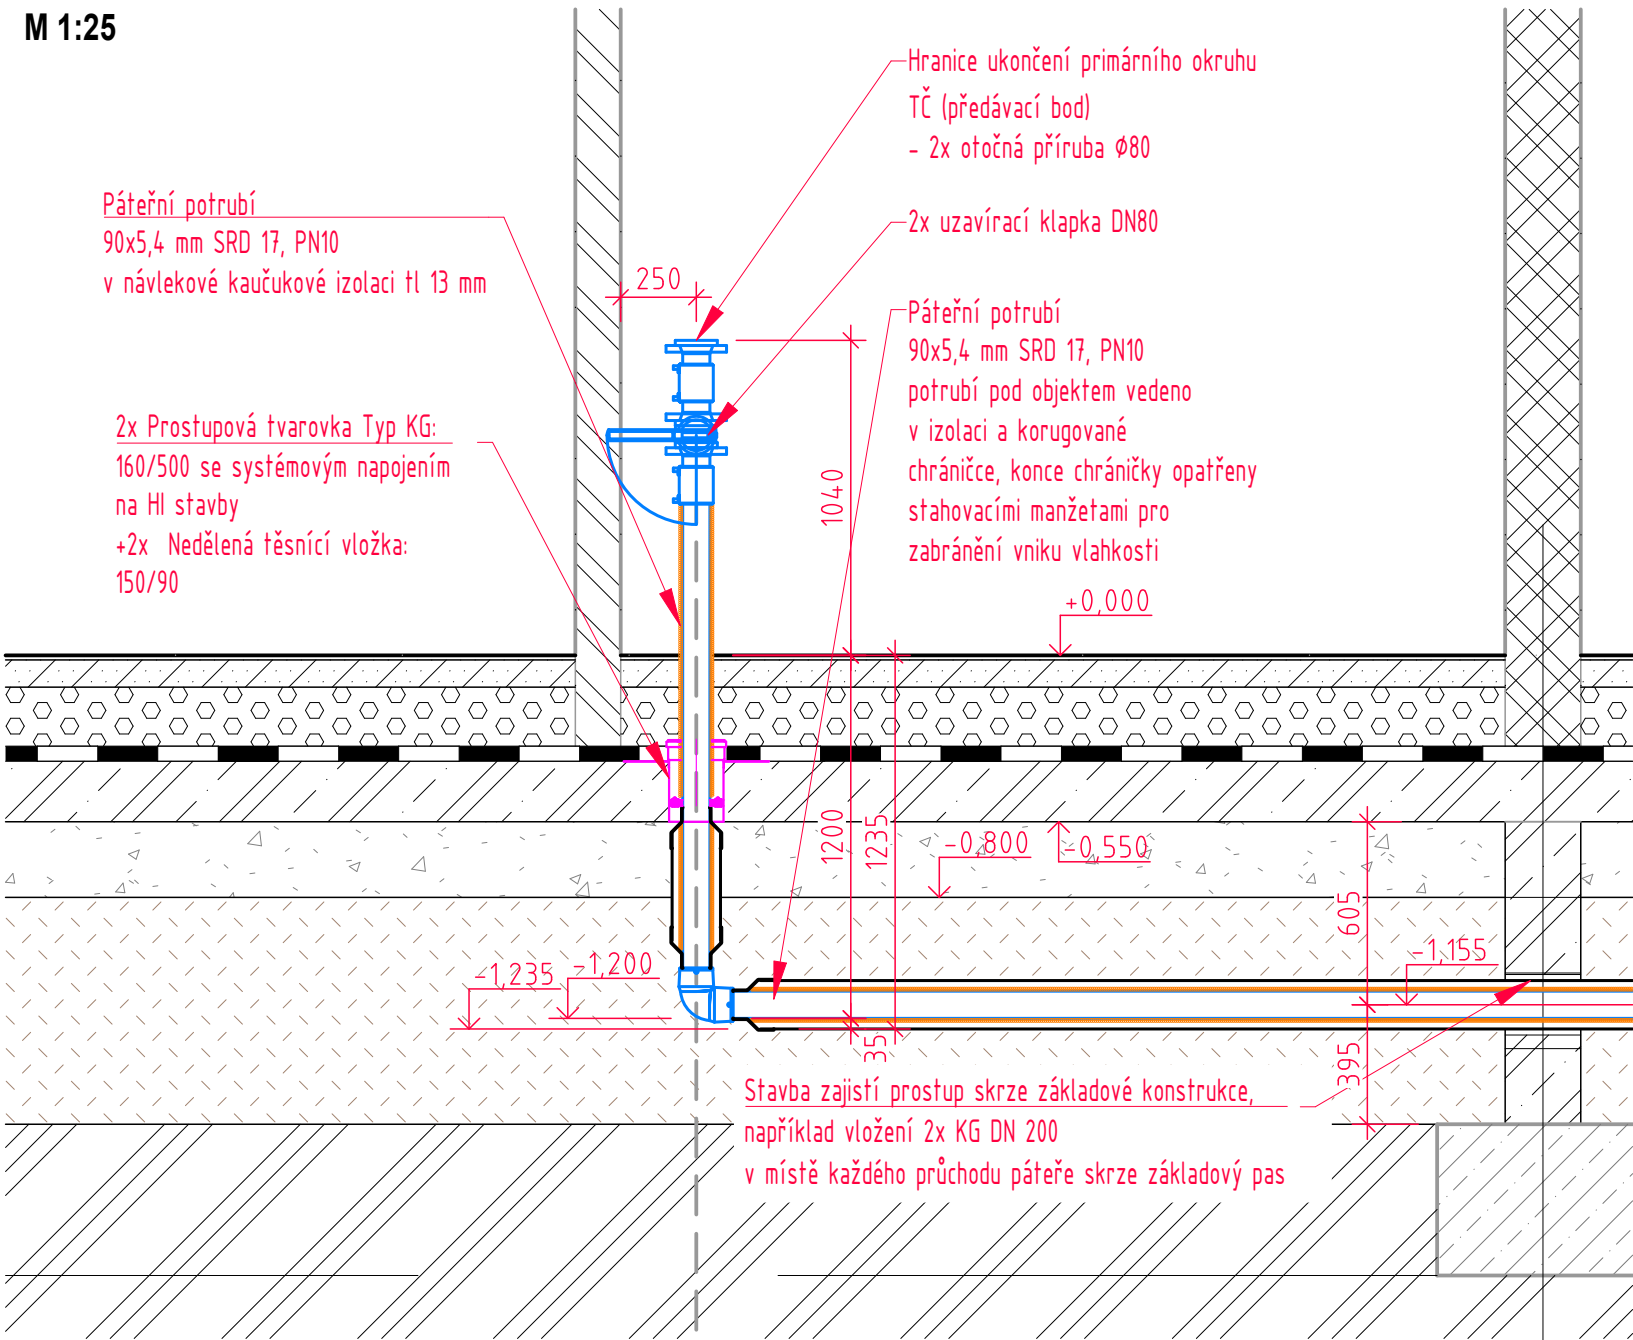 M 1:25
Hranice ukončení primárního okruhu
TČ (předávací bod)
- 2x otočná příruba Ø80
Páteřní potrubí
90x5,4 mm SRD 17, PN10
v návlekové kaučukové izolaci tl 13 mm
2x uzavírací klapka DN80
250
Páteřní potrubí
90x5,4 mm SRD 17, PN10
potrubí pod objektem vedeno
v izolaci a korugované
chráničce, konce chráničky opatřeny
stahovacími manžetami pro
zabránění vniku vlahkosti
2x Prostupová tvarovka Typ KG:
160/500 se systémovým napojením
na HI stavby
+2x Nedělená těsnící vložka:
150/90
1040
+0,000
1200
1235
-0,800
-0,550
605
-1,235
-1,200
-1,155
35
395
Stavba zajistí prostup skrze základové konstrukce,
například vložení 2x KG DN 200
v místě každého průchodu páteře skrze základový pas